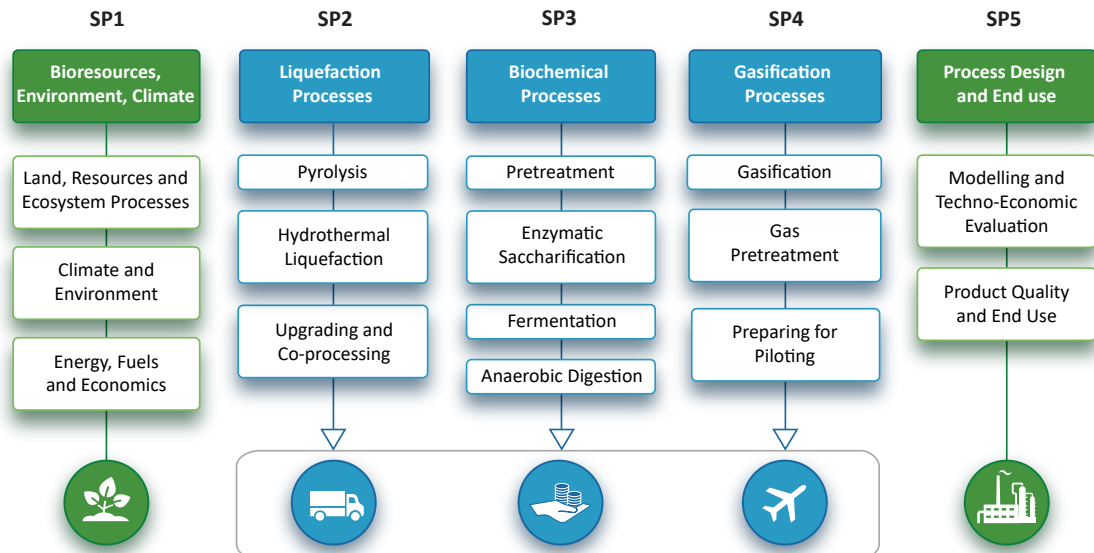 SP1
Bioresources,
Environment, Climate
Land, Resources and
Ecosystem Processes
Climate and
Environment
Energy, Fuels
and Economics
SP2
Liquefaction
Processes
Pyrolysis
Hydrothermal
Liquefaction
Upgrading and
Co-processing
SP3
Biochemical
Processes
Pretreatment
Enzymatic
Saccharification
Fermentation
Anaerobic Digestion
SP4
Gasification
Processes
Gasification
Gas
Pretreatment
Preparing for
Piloting
SP5
Process Design
and End use
Modelling and
Techno-Economic
Evaluation
Product Quality
and End Use